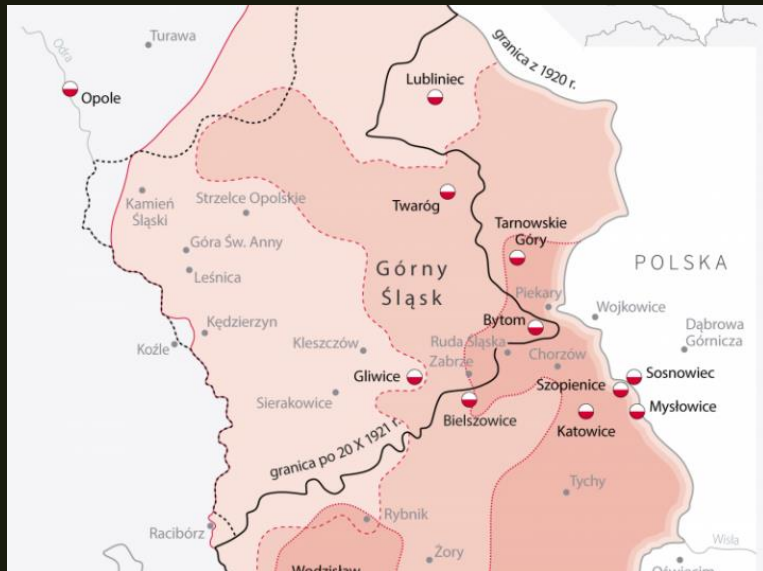 Turawa
Odra
granica z 1920 r.
Opole
Lubliniec
Kamień
Śląski
Strzelce Opolskie
Twaróg
Tarnowskie
Góry
Góra Św. Anny
Leśnica
Górny
Śląsk
POLSKA
Piekary
Wojkowice
Kędzierzyn
Koźle
Bytom
Dąbrowa
Górnicza
Kleszczów
Ruda Śląska
Zabrze
Chorzów
Gliwice
Sosnowiec
Szopienice
Sierakowice
Bielszowice
Katowice
Mysłowice
granica po 20 X 1921 r.
Tychy
Rybnik
Racibórz
Żory
Wisła
Wodzisław
Oświęcim